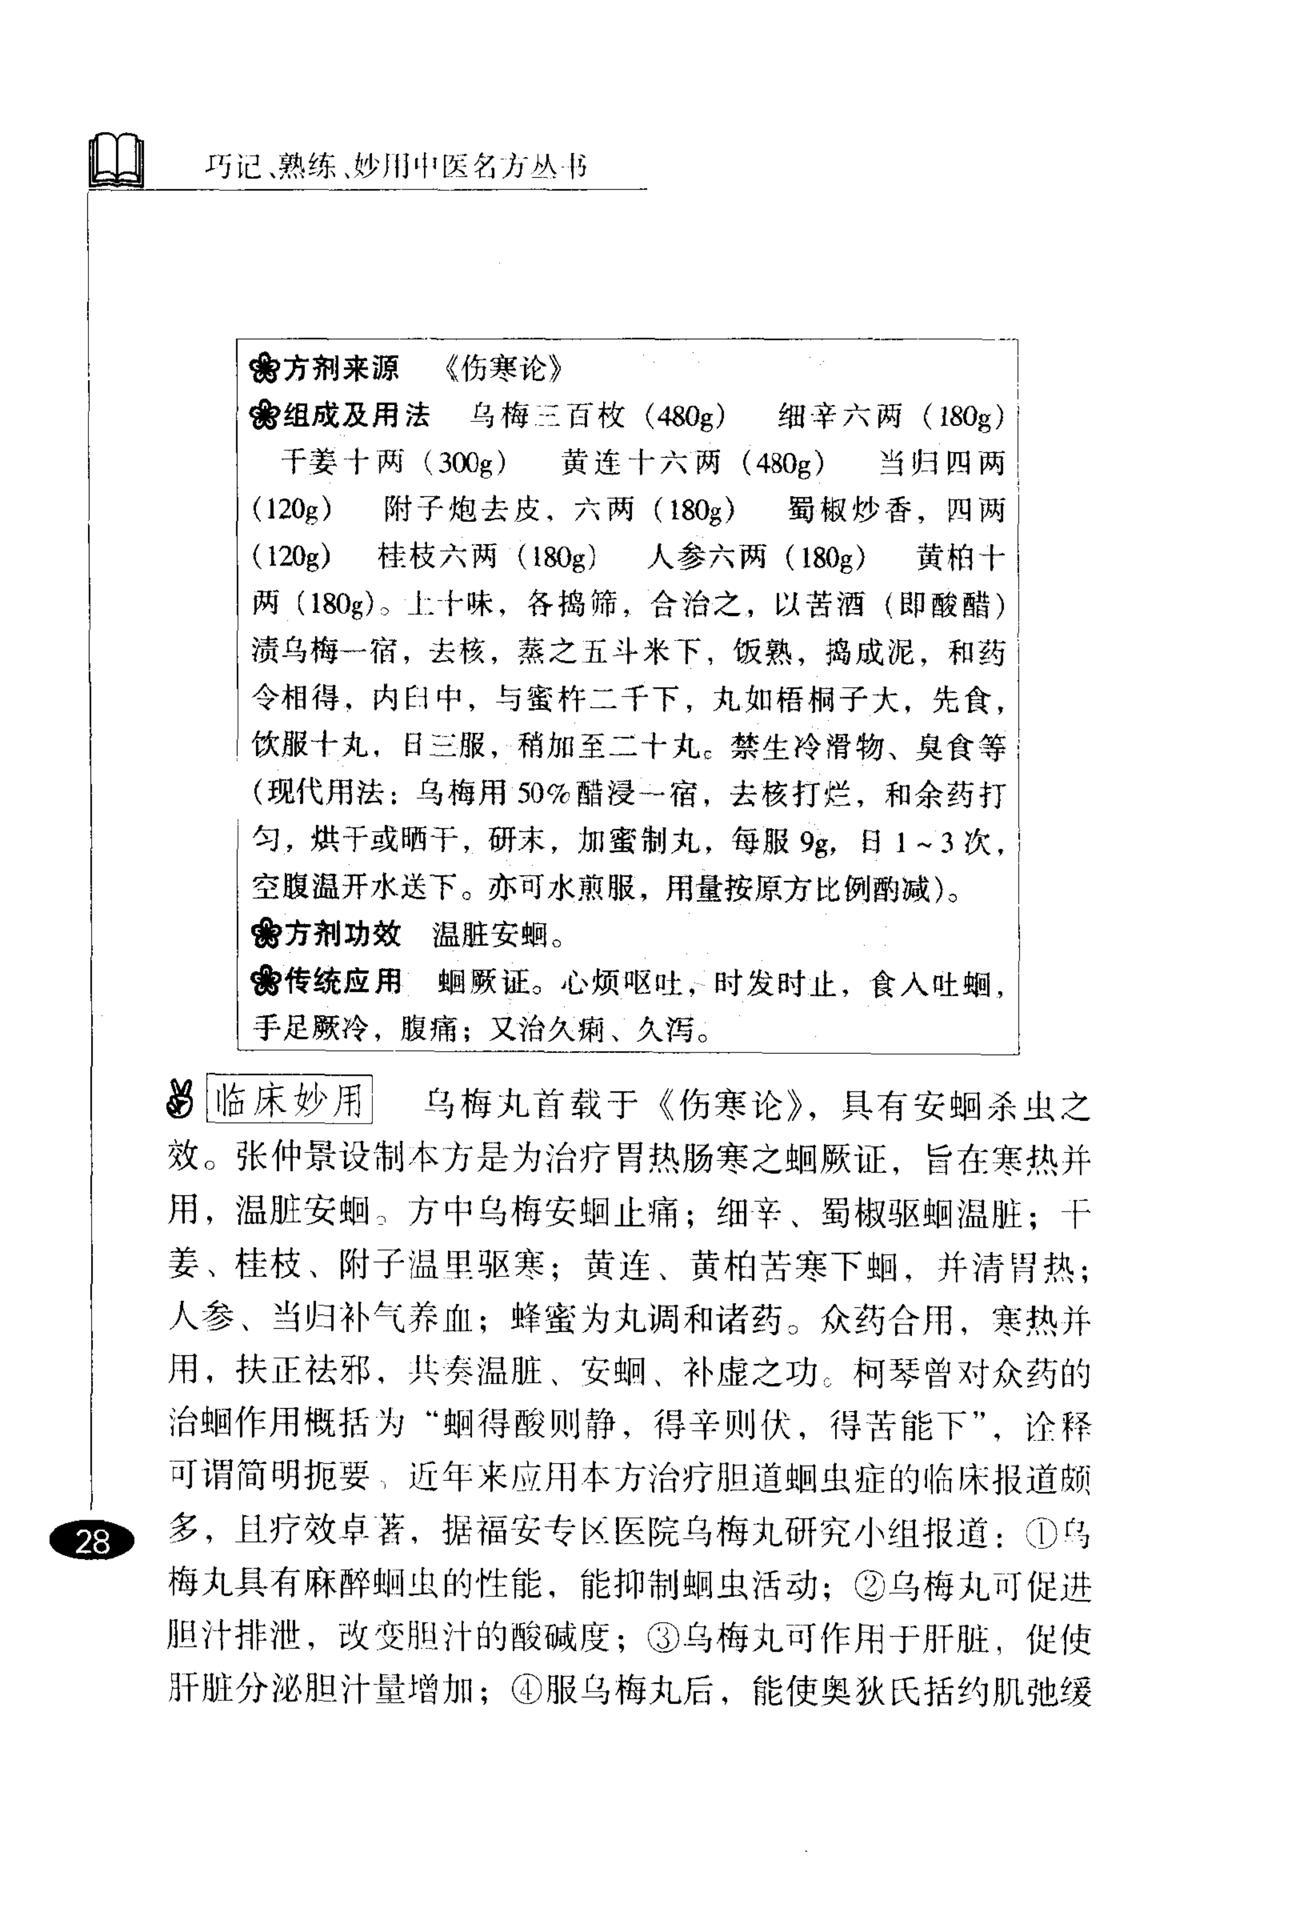 巧记、熟练、妙用中医名方丛书
方剂来源 《伤寒论》
组成及用法 乌梅三百枚（480g） 细辛六两（180g）
干姜十两（300g） 黄连十六两（480g） 当归四两
（120g） 附子炮去皮，六两（180g） 蜀椒炒香，四两
（120g） 桂枝六两（180g） 人参六两（180g） 黄柏十
两（180g）。上十味，各捣筛，合治之，以苦酒（即酸醋）
渍乌梅一宿，去核，蒸之五斗米下，饭熟，捣成泥，和药
令相得，内臼中，与蜜杵二千下，丸如梧桐子大，先食，
饮服十丸，日三服，稍加至二十丸。禁生冷滑物、臭食等
（现代用法：乌梅用50%醋浸一宿，去核打烂，和余药打
匀，烘干或晒干，研末，加蜜制丸，每服9g，日1～3次，
空腹温开水送下。亦可水煎服，用量按原方比例酌减）。
方剂功效 温脏安蛔。
传统应用 蛔厥证。心烦呕吐，时发时止，食入吐蛔，
手足厥冷，腹痛；又治久痢、久泻。
临床妙用 乌梅丸首载于《伤寒论》，具有安蛔杀虫之
效。张仲景设制本方是为治疗胃热肠寒之蛔厥证，旨在寒热并
用，温脏安蛔。方中乌梅安蛔止痛；细辛、蜀椒驱蛔温脏；干
姜、桂枝、附子温里驱寒；黄连、黄柏苦寒下蛔，并清胃热；
人参、当归补气养血；蜂蜜为丸调和诸药。众药合用，寒热并
用，扶正祛邪，共奏温脏、安蛔、补虚之功。柯琴曾对众药的
治蛔作用概括为“蛔得酸则静，得辛则伏，得苦能下”，诠释
可谓简明扼要。近年来应用本方治疗胆道蛔虫症的临床报道颇
多，且疗效卓著，据福安专区医院乌梅丸研究小组报道：①乌
梅丸具有麻醉蛔虫的性能，能抑制蛔虫活动；②乌梅丸可促进
胆汁排泄，改变胆汁的酸碱度；③乌梅丸可作用于肝脏，促使
肝脏分泌胆汁量增加；④服乌梅丸后，能使奥狄氏括约肌弛缓
28